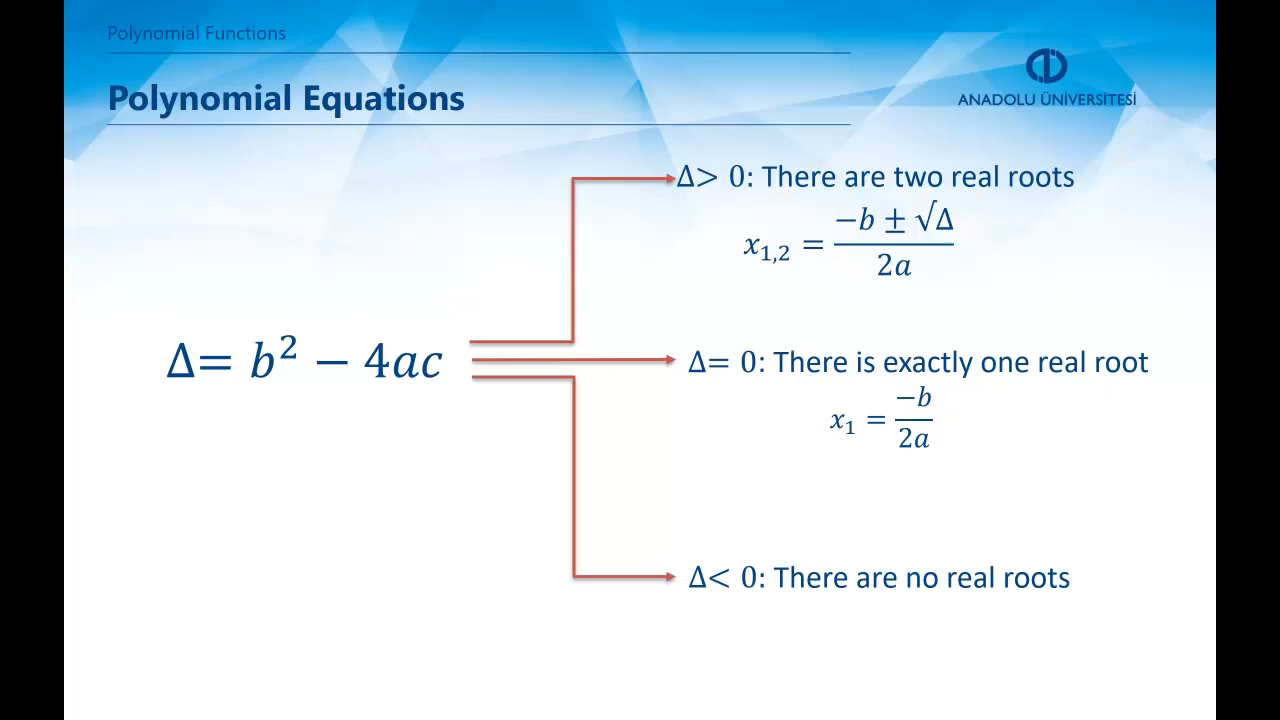 Polynomial Functions
Polynomial Equations
ANADOLU ÜNİVERSİTESİ
Δ> 0: There are two real roots
x₁,₂ = (−b ± √Δ)/2a
Δ= b² − 4ac
Δ= 0: There is exactly one real root
x₁ = −b/2a
Δ< 0: There are no real roots